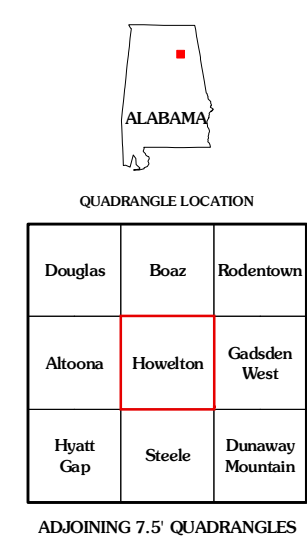 ALABAMA
QUADRANGLE LOCATION
Douglas
Boaz
Rodentown
Altoona
Howelton
Gadsden
West
Hyatt
Gap
Steele
Dunaway
Mountain
ADJOINING 7.5' QUADRANGLES